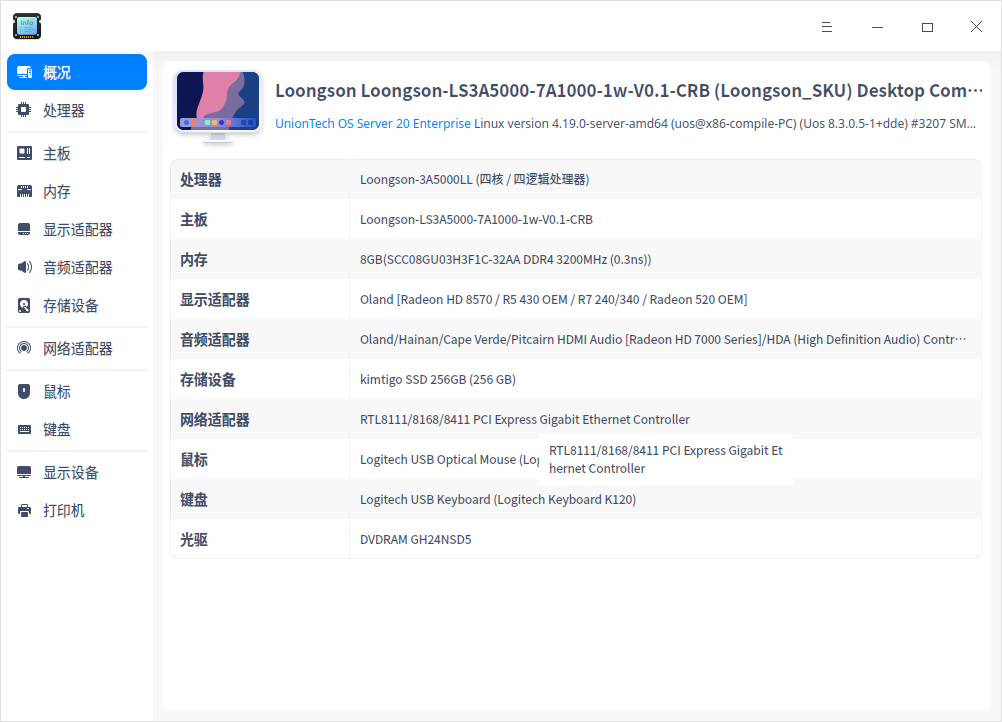 info
概况
处理器
主板
内存
显示适配器
音频适配器
存储设备
网络适配器
鼠标
键盘
显示设备
打印机
Loongson Loongson-LS3A5000-7A1000-1w-V0.1-CRB (Loongson_SKU) Desktop Com···
UnionTech OS Server 20 Enterprise Linux version 4.19.0-server-amd64 (uos@x86-compile-PC) (Uos 8.3.0.5-1+dde) #3207 SM...
处理器 Loongson-3A5000LL (四核 / 四逻辑处理器)
主板 Loongson-LS3A5000-7A1000-1w-V0.1-CRB
内存 8GB(SCC08GU03H3F1C-32AA DDR4 3200MHz (0.3ns))
显示适配器 Oland [Radeon HD 8570 / R5 430 OEM / R7 240/340 / Radeon 520 OEM]
音频适配器 Oland/Hainan/Cape Verde/Pitcairn HDMI Audio [Radeon HD 7000 Series]/HDA (High Definition Audio) Contr···
存储设备 kimtigo SSD 256GB (256 GB)
网络适配器 RTL8111/8168/8411 PCI Express Gigabit Ethernet Controller
鼠标 Logitech USB Optical Mouse (Log
RTL8111/8168/8411 PCI Express Gigabit Et
hernet Controller
键盘 Logitech USB Keyboard (Logitech Keyboard K120)
光驱 DVDRAM GH24NSD5